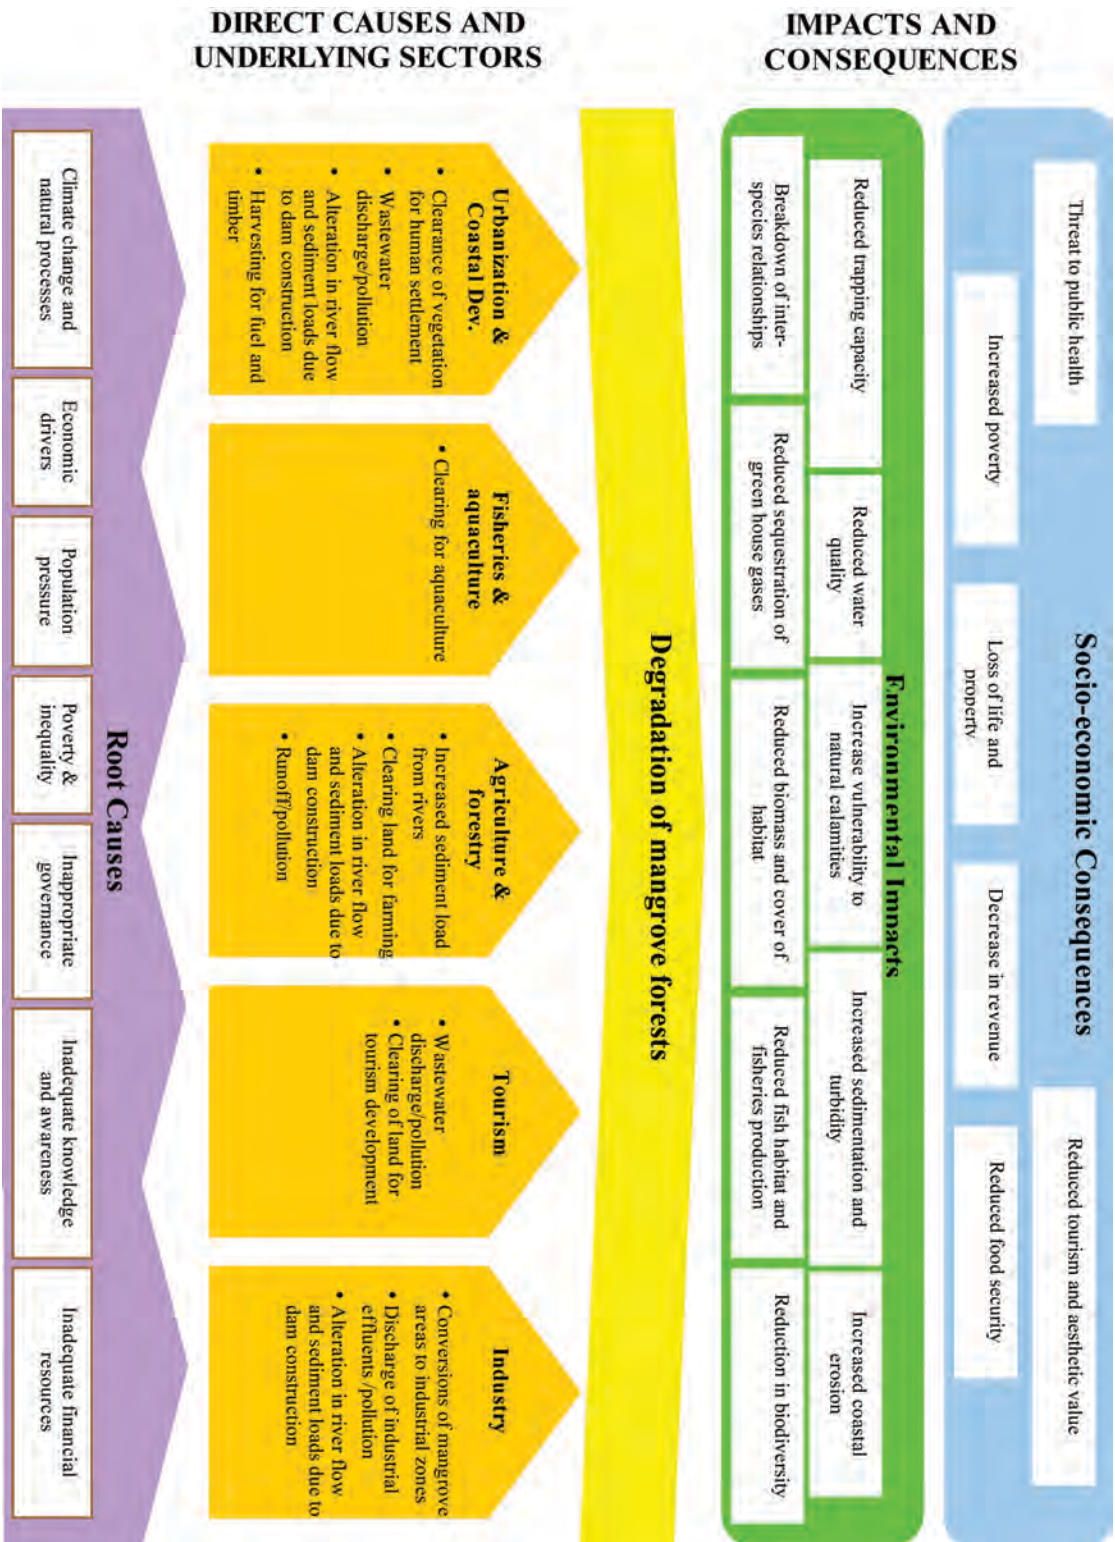 DIRECT CAUSES AND
UNDERLYING SECTORS
IMPACTS AND
CONSEQUENCES
Socio-economic Consequences
Threat to public health
Reduced tourism and aesthetic value
Increased poverty
Loss of life and
property
Decrease in revenue
Reduced food security
Environmental Impacts
Reduced trapping capacity
Reduced water
quality
Increase vulnerability to
natural calamities
Increased sedimentation and
turbidity
Increased coastal
erosion
Breakdown of inter-
species relationships
Reduced sequestration of
green house gases
Reduced biomass and cover of
habitat
Reduced fish habitat and
fisheries production
Reduction in biodiversity
Degradation of mangrove forests
Urbanization &
Coastal Dev.
• Clearance of vegetation
for human settlement
• Wastewater
discharge/pollution
• Alteration in river flow
and sediment loads due
to dam construction
• Harvesting for fuel and
timber
Fisheries &
aquaculture
• Clearing for aquaculture
Agriculture &
forestry
• Increased sediment load
from rivers
• Clearing land for farming
• Alteration in river flow
and sediment loads due to
dam construction
• Runoff/pollution
Tourism
• Wastewater
discharge/pollution
• Clearing of land for
tourism development
Industry
• Conversions of mangrove
areas to industrial zones
• Discharge of industrial
effluents /pollution
• Alteration in river flow
and sediment loads due to
dam construction
Root Causes
Climate change and
natural processes
Economic
drivers
Population
pressure
Poverty &
inequality
Inappropriate
governance
Inadequate knowledge
and awareness
Inadequate financial
resources